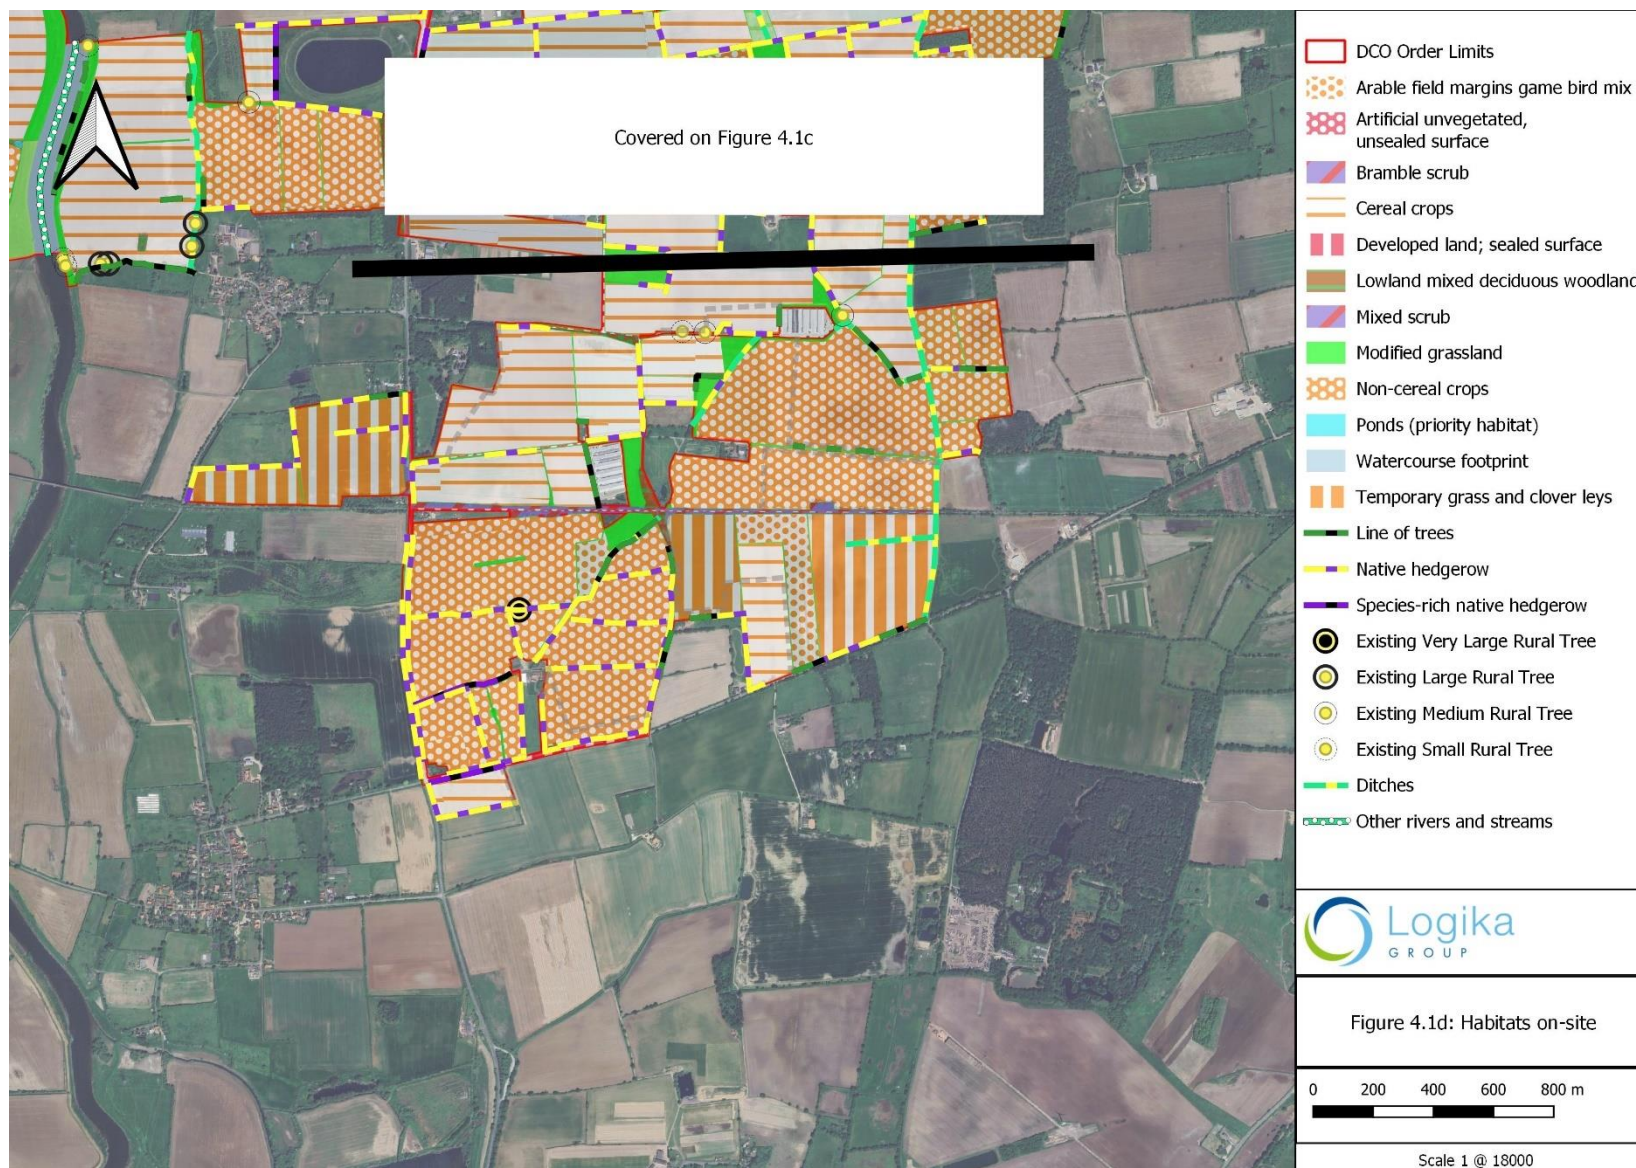 Covered on Figure 4.1c
DCO Order Limits
Arable field margins game bird mix
Artificial unvegetated,
unsealed surface
Bramble scrub
Cereal crops
Developed land; sealed surface
Lowland mixed deciduous woodland
Mixed scrub
Modified grassland
Non-cereal crops
Ponds (priority habitat)
Watercourse footprint
Temporary grass and clover leys
Line of trees
Native hedgerow
Species-rich native hedgerow
Existing Very Large Rural Tree
Existing Large Rural Tree
Existing Medium Rural Tree
Existing Small Rural Tree
Ditches
Other rivers and streams
Logika
GROUP
Figure 4.1d: Habitats on-site
0 200 400 600 800 m
Scale 1 @ 18000